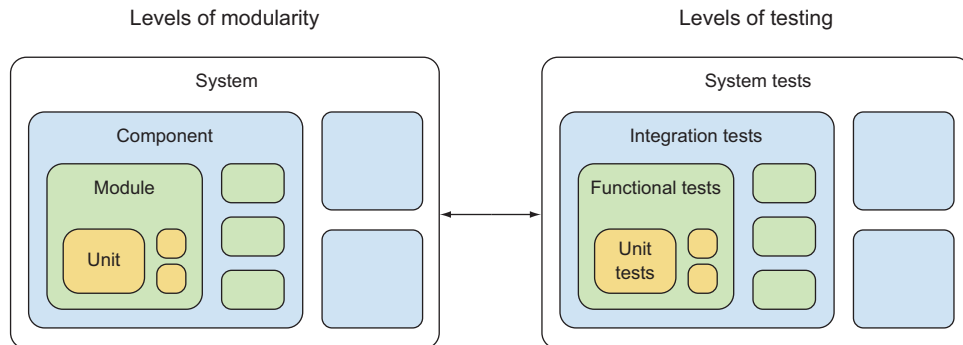 Levels of modularity
System
Component
Module
Unit
Levels of testing
System tests
Integration tests
Functional tests
Unit
tests